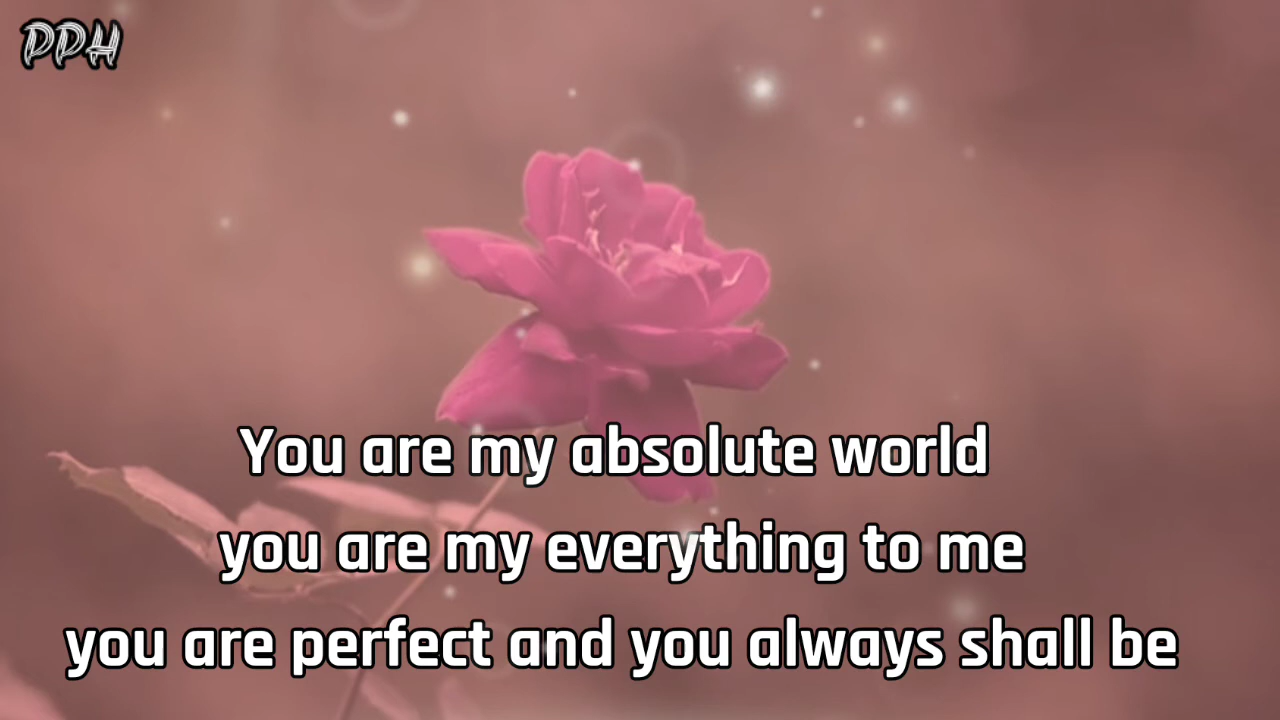 PPH
You are my absolute world
you are my everything to me
you are perfect and you always shall be